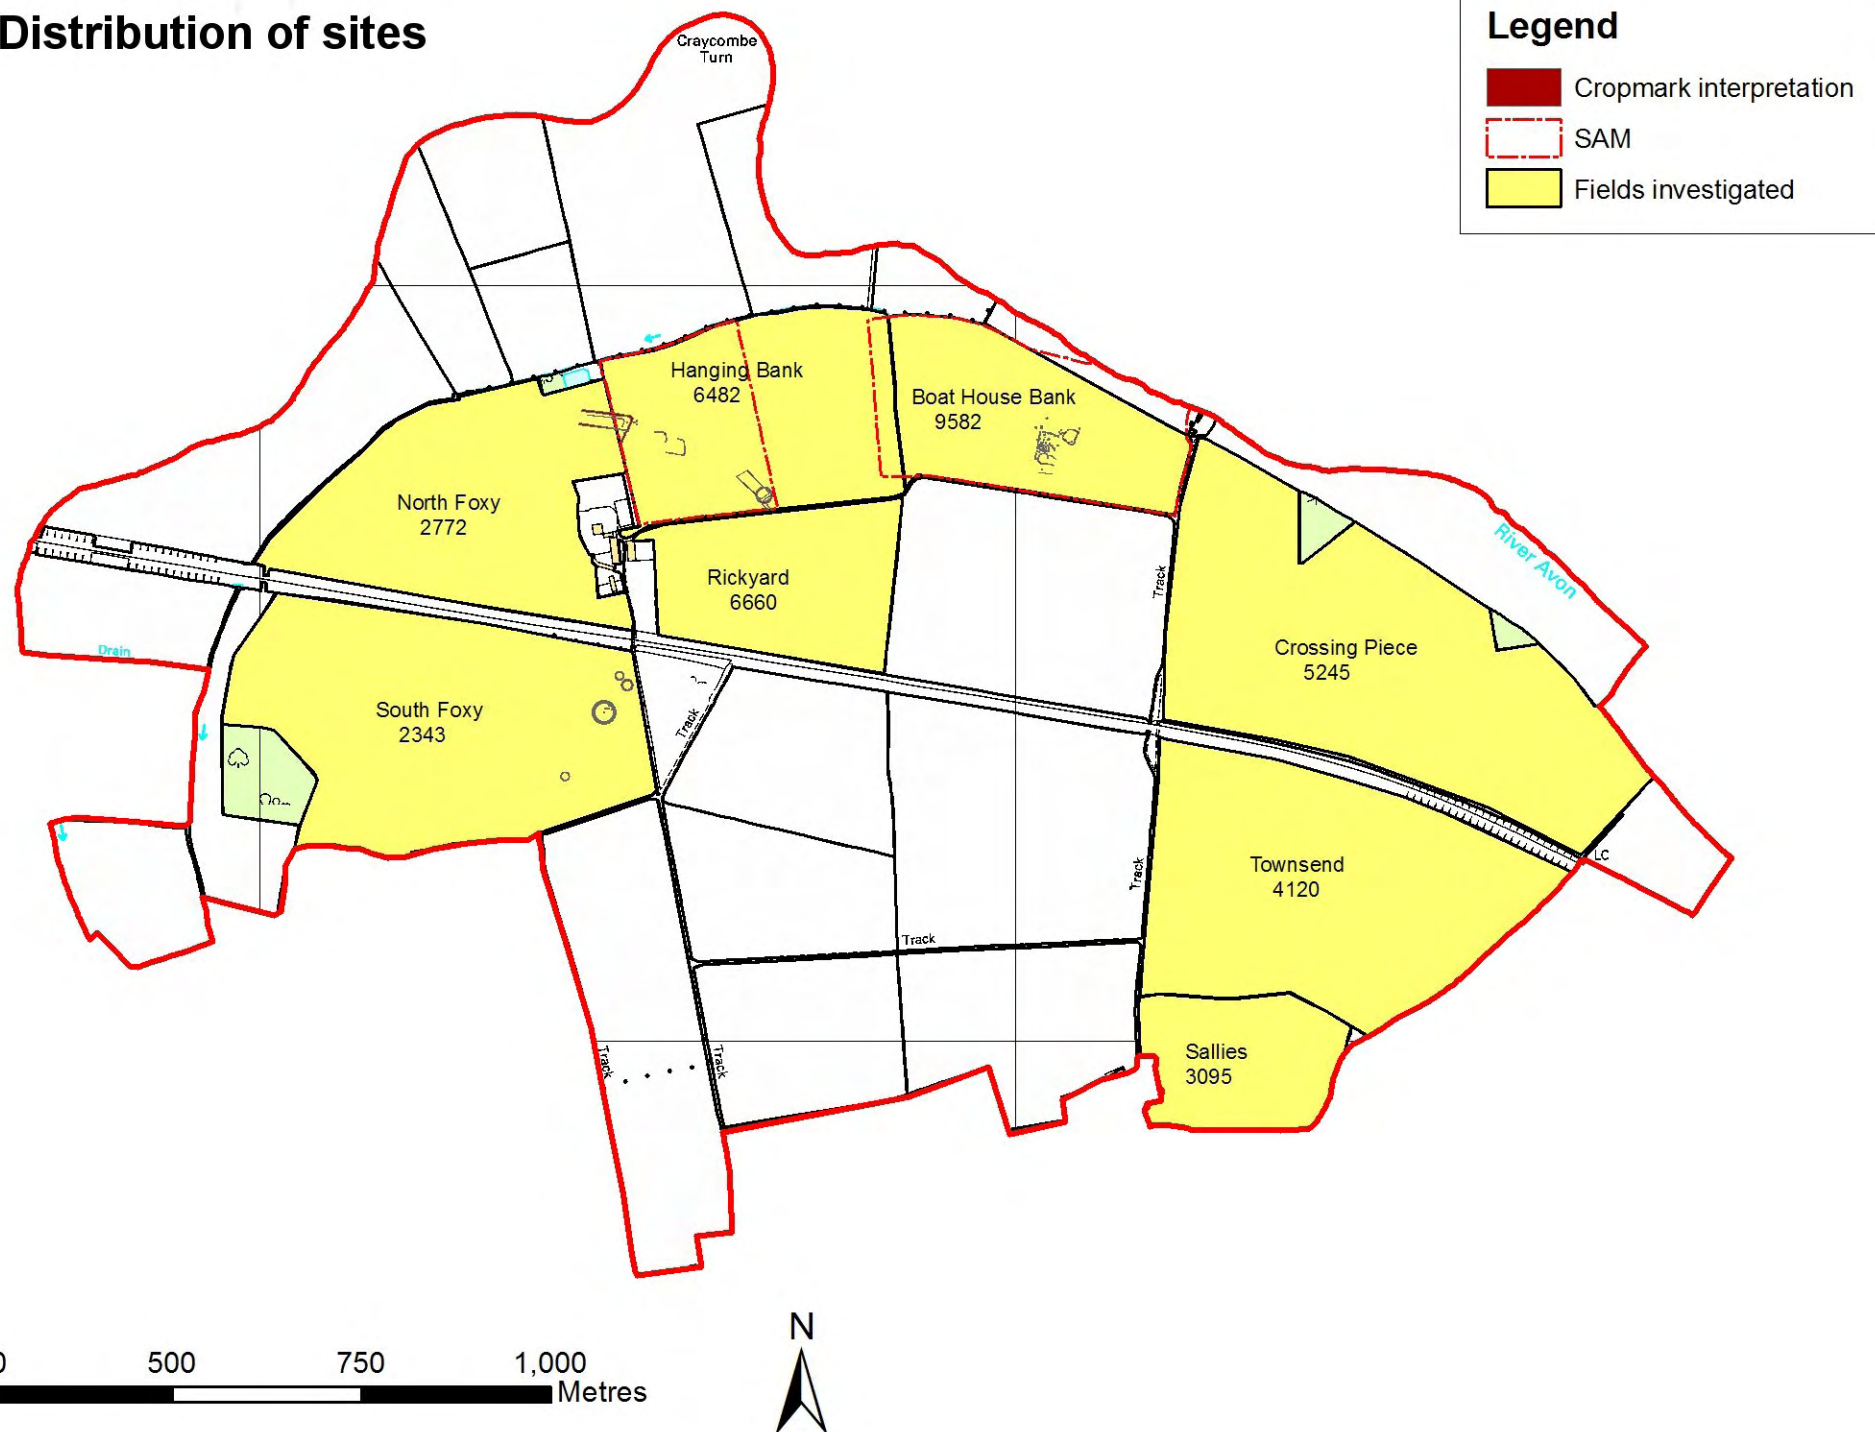 Distribution of sites
Legend
Cropmark interpretation
SAM
Fields investigated
Craycombe
Turn
Hanging Bank
6482
Boat House Bank
9582
North Foxy
2772
River Avon
Rickyard
6660
Track
Crossing Piece
5245
Drain
South Foxy
2343
Track
Townsend
4120
LC
Track
Track
Sallies
3095
Track
Track
N
500
750
1,000
Metres